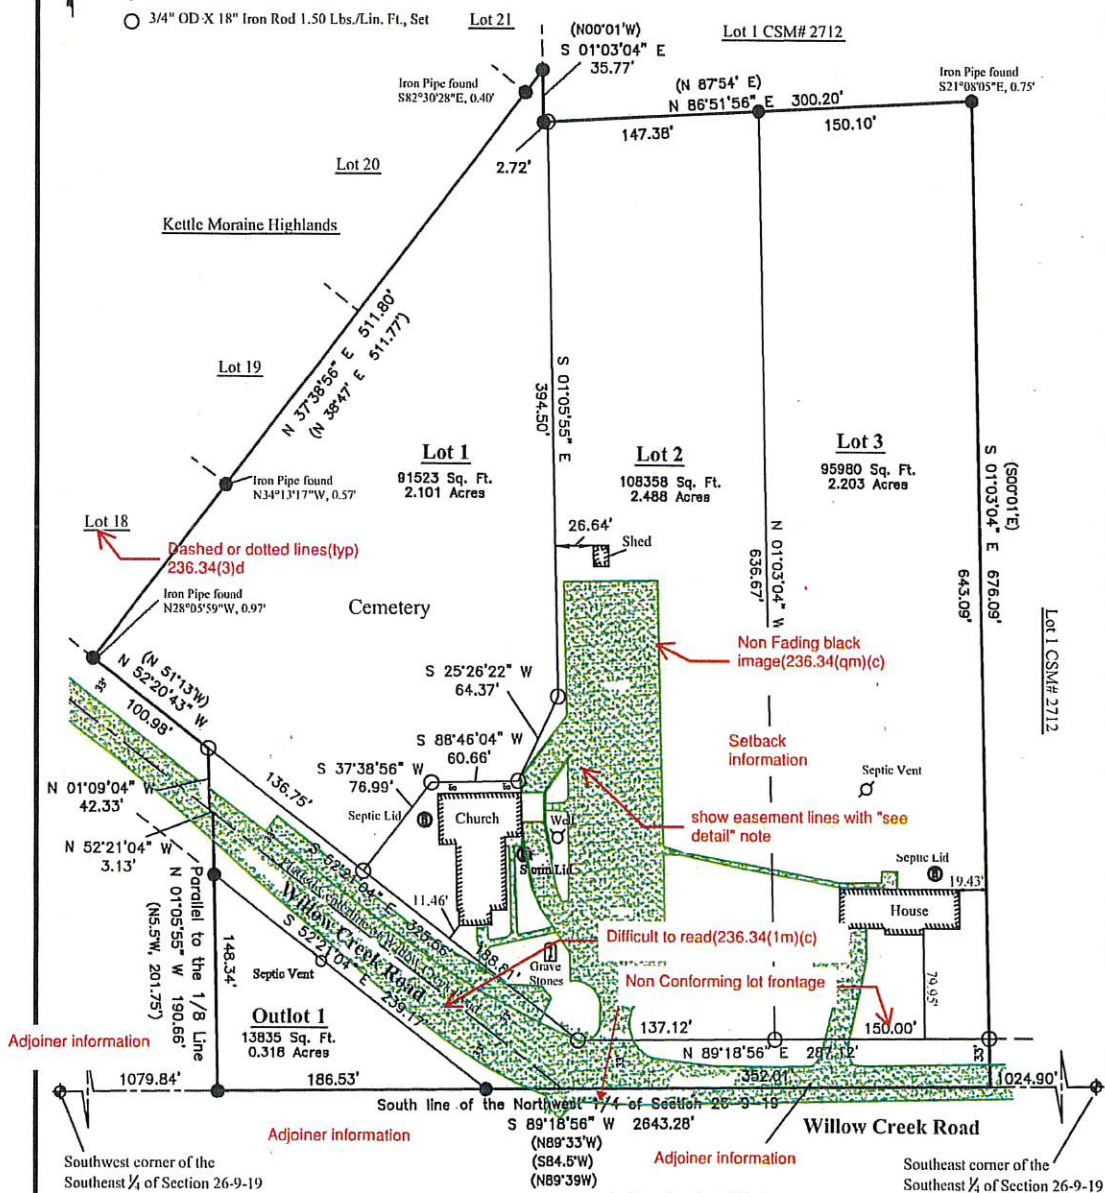 3/4" OD X 18" Iron Rod 1.50 Lbs./Lin. Ft., Set
Lot 21
(N00°01'W)
S 01°03'04" E
35.77'
Lot 1 CSM# 2712
Iron Pipe found
S82°30'28"E, 0.40'
(N 87°54' E)
N 86°51'56" E 300.20'
Iron Pipe found
S21°08'05"E, 0.75'
147.38'
150.10'
2.72'
Lot 20
Kettle Moraine Highlands
N 37°38'56" E 511.80'
(N 38°47' E 511.77')
Lot 19
S 01°05'55" E
394.50'
Lot 1
91523 Sq. Ft.
2.101 Acres
Lot 2
108358 Sq. Ft.
2.488 Acres
Lot 3
95980 Sq. Ft.
2.203 Acres
(S00°01'E)
S 01°03'04" E 676.09'
643.09'
Iron Pipe found
N34°13'17"W, 0.57'
Lot 18
Dashed or dotted lines(typ)
236.34(3)d
26.64'
Shed
N 01°03'04" W
636.67'
Iron Pipe found
N28°05'59"W, 0.97'
Cemetery
Lot 1 CSM# 2712
Non Fading black
image(236.34(qm)(c)
(N 51°13'W)
N 52°20'43" W
100.98'
33'
S 25°26'22" W
64.37'
Setback
information
S 88°46'04" W
60.66'
S 37°38'56" W
76.99'
Septic Vent
N 01°09'04" W
42.33'
136.75'
Septic Lid
Church
Well
show easement lines with "see
detail" note
N 52°21'04" W
3.13'
Septic Lid
19.43'
House
S 52°21'04" E 325.66'
Willow Creek Road
11.46'
188.81'
Parallel to the 1/8 Line
N 01°05'55" W 190.66'
(N5.5'W, 201.75')
148.34'
Septic Vent
S 52°21'04" E 239.17'
Difficult to read(236.34(1m)(c)
Grave
Stones
Non Conforming lot frontage
79.95'
Outlot 1
13835 Sq. Ft.
0.318 Acres
137.12'
150.00'
Adjoiner information
N 89°18'56" E 287.12'
33'
1079.84'
186.53'
352.01'
1024.90'
South line of the Northwest 1/4 of Section 26-9-19
S 89°18'56" W 2643.28'
(N89°33'W)
(S84.5'W)
(N89°39W)
Willow Creek Road
Adjoiner information
Adjoiner information
Southwest corner of the
Southeast ¼ of Section 26-9-19
Southeast corner of the
Southeast ¼ of Section 26-9-19